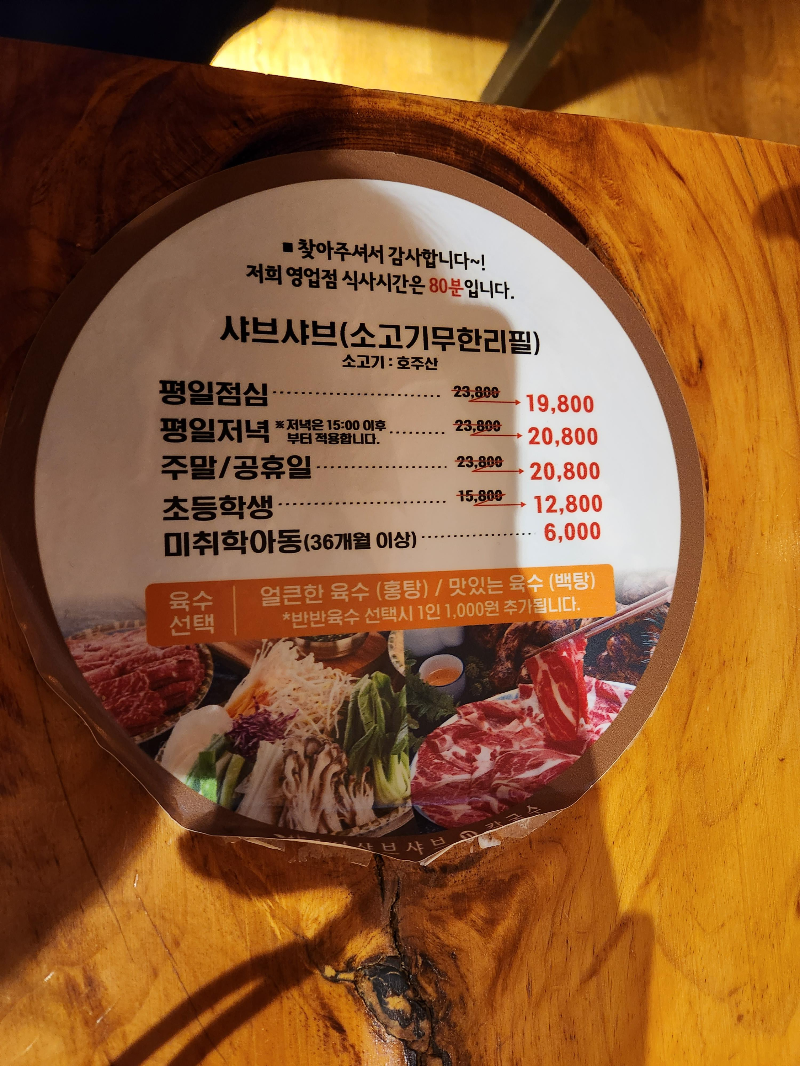 ■ 찾아주셔서 감사합니다~!
저희 영업점 식사시간은 80분입니다.
샤브샤브(소고기무한리필)
소고기 : 호주산
평일점심 23,800 → 19,800
평일저녁 ※저녁은 15:00 이후 부터 적용합니다. 23,800 → 20,800
주말/공휴일 23,800 → 20,800
초등학생 15,800 → 12,800
미취학아동(36개월 이상) 6,000
육수 선택
얼큰한 육수 (홍탕) / 맛있는 육수 (백탕)
*반반육수 선택시 1인 1,000원 추가됩니다.
샤브샤브